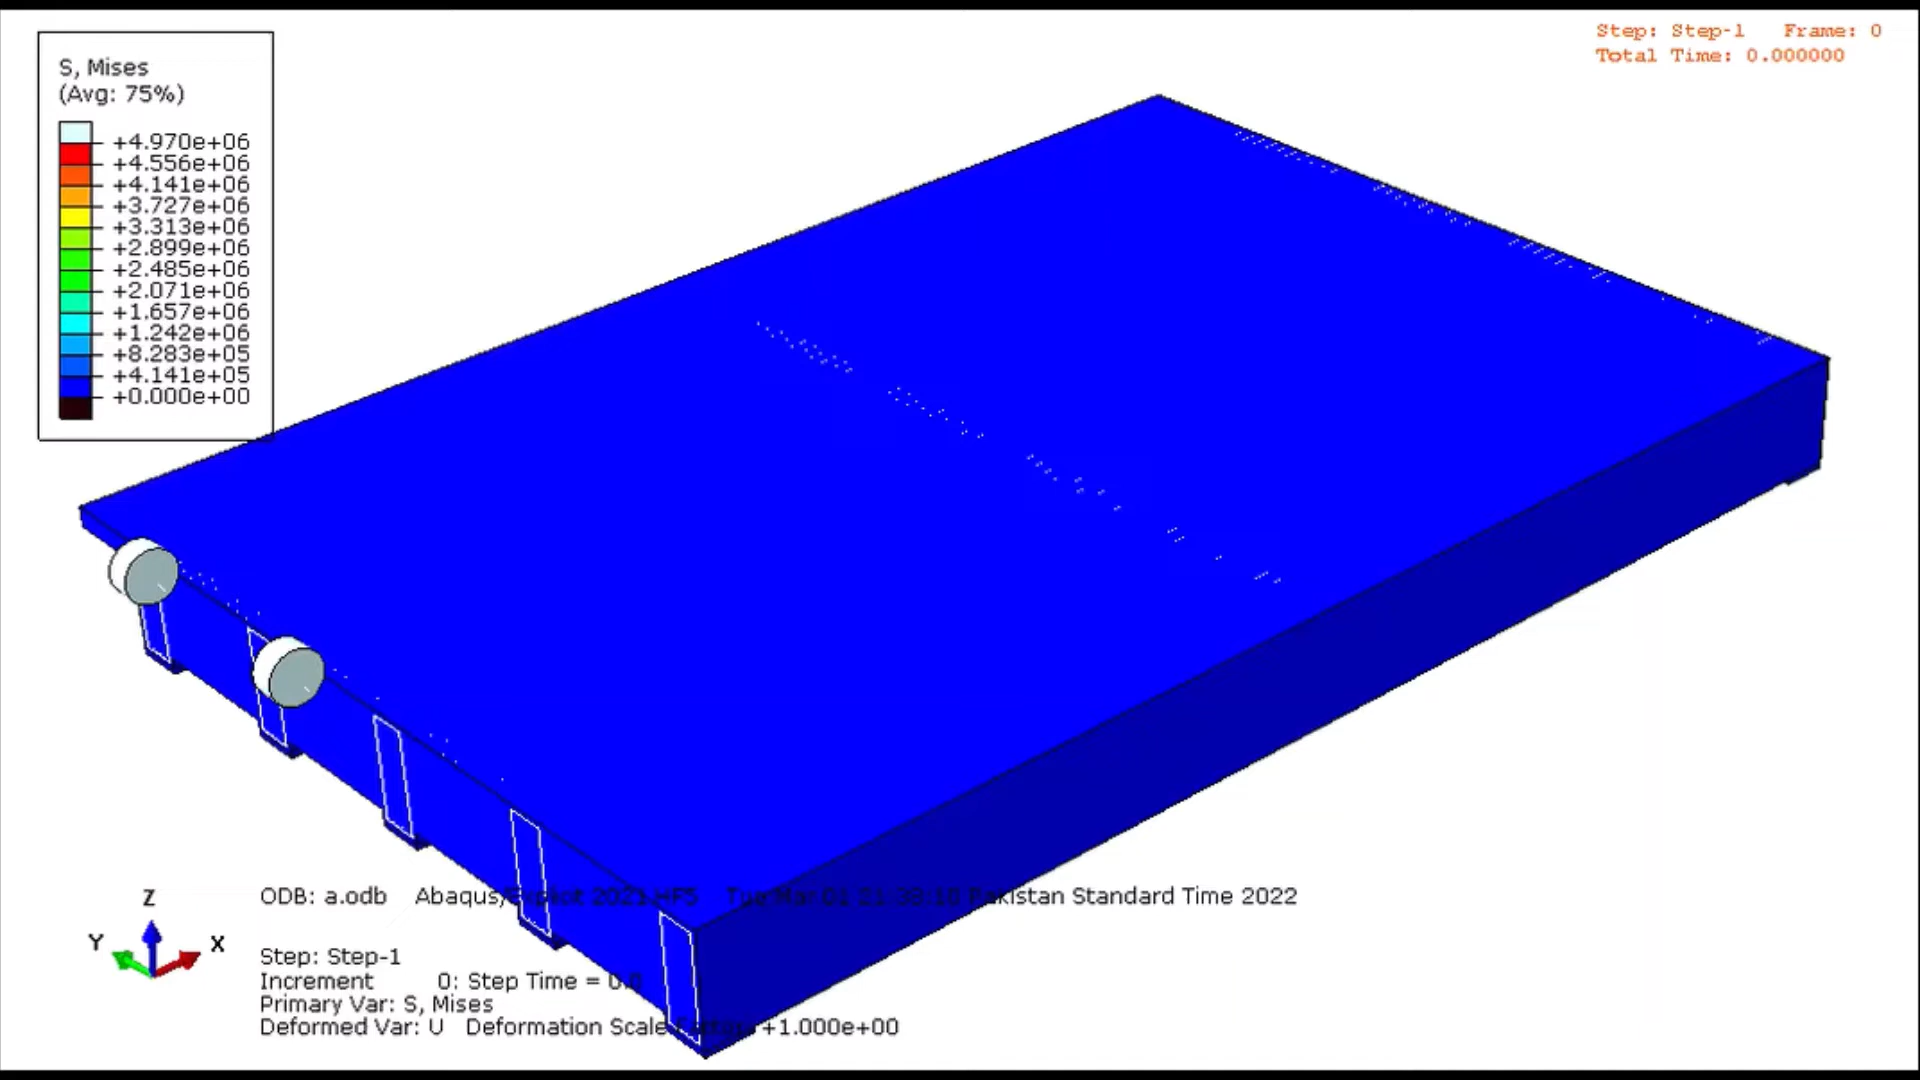 S, Mises
(Avg: 75%)
+4.970e+06
+4.556e+06
+4.141e+06
+3.727e+06
+3.313e+06
+2.899e+06
+2.485e+06
+2.071e+06
+1.657e+06
+1.242e+06
+8.283e+05
+4.141e+05
+0.000e+00
Step: Step-1 Frame: 0
Total Time: 0.000000
Z
Y
X
ODB: a.odb Abaqus/Explicit 2021.HF5 Tue Mar 01 Pakistan Standard Time 2022
Step: Step-1
Increment 0: Step Time = 0.0
Primary Var: S, Mises
Deformed Var: U Deformation Scale Factor: +1.000e+00